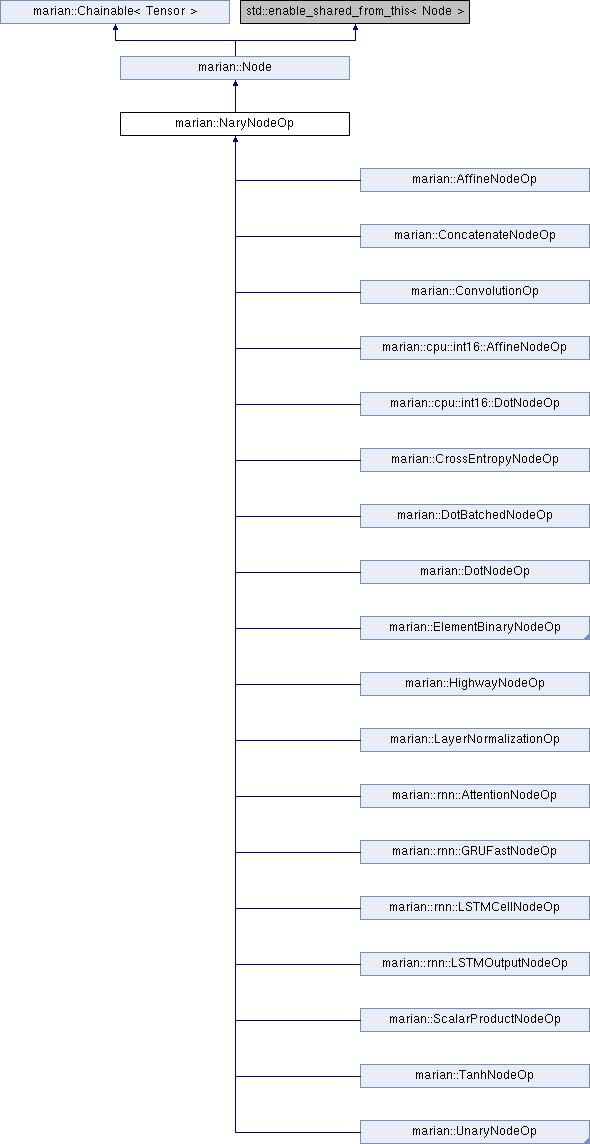 marian::Chainable< Tensor >
std::enable_shared_from_this< Node >
marian::Node
marian::NaryNodeOp
marian::AffineNodeOp
marian::ConcatenateNodeOp
marian::ConvolutionOp
marian::cpu::int16::AffineNodeOp
marian::cpu::int16::DotNodeOp
marian::CrossEntropyNodeOp
marian::DotBatchedNodeOp
marian::DotNodeOp
marian::ElementBinaryNodeOp
marian::HighwayNodeOp
marian::LayerNormalizationOp
marian::rnn::AttentionNodeOp
marian::rnn::GRUFastNodeOp
marian::rnn::LSTMCellNodeOp
marian::rnn::LSTMOutputNodeOp
marian::ScalarProductNodeOp
marian::TanhNodeOp
marian::UnaryNodeOp